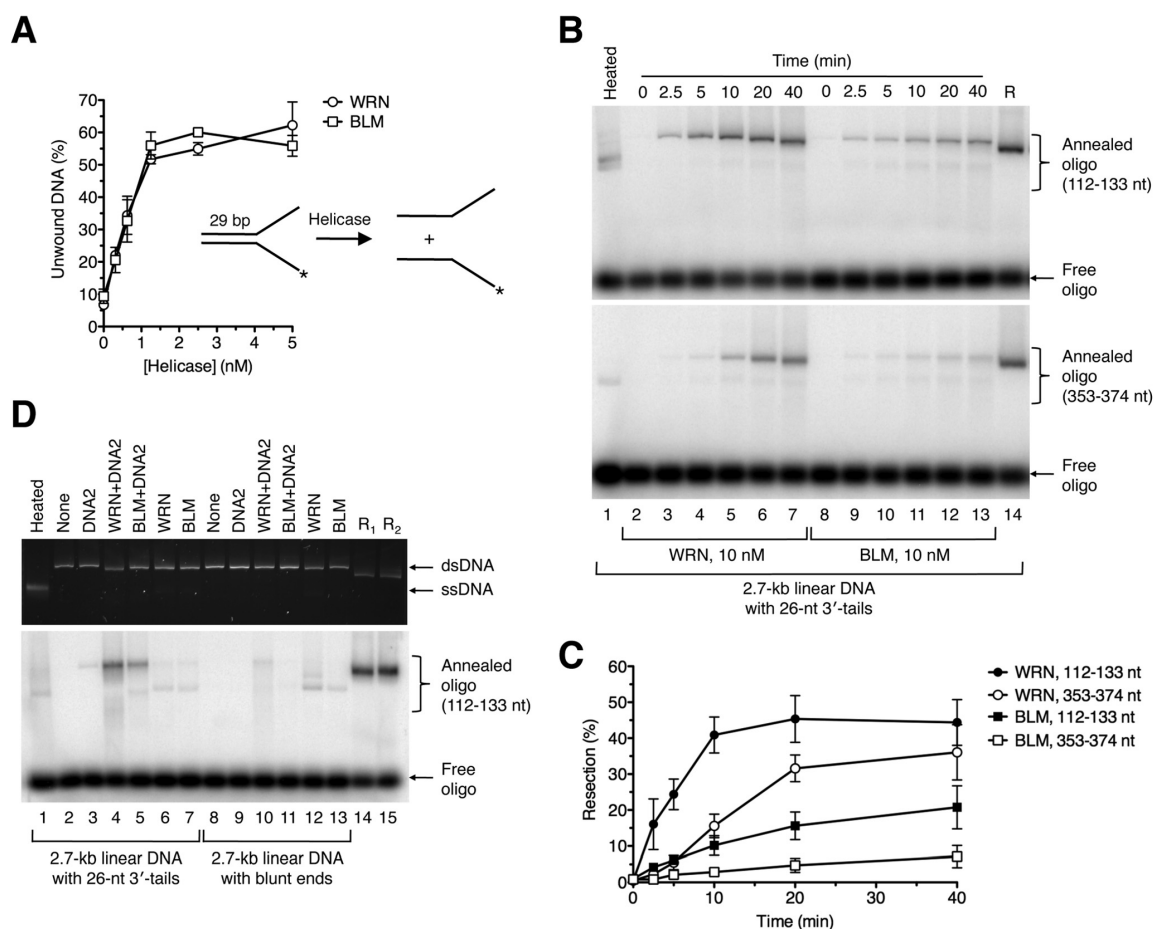 A
Unwound DNA (%)
70
60
50
40
30
20
10
0
0 1 2 3 4 5
[Helicase] (nM)
WRN
BLM
29 bp
Helicase
+
*
*
B
Heated
Time (min)
0 2.5 5 10 20 40 0 2.5 5 10 20 40 R
Annealed
oligo
(112-133 nt)
Free
oligo
Annealed
oligo
(353-374 nt)
Free
oligo
1 2 3 4 5 6 7 8 9 10 11 12 13 14
WRN, 10 nM BLM, 10 nM
2.7-kb linear DNA
with 26-nt 3′-tails
D
Heated None DNA2 WRN+DNA2 BLM+DNA2 WRN BLM None DNA2 WRN+DNA2 BLM+DNA2 WRN BLM R1 R2
dsDNA
ssDNA
Annealed
oligo
(112-133 nt)
Free
oligo
1 2 3 4 5 6 7 8 9 10 11 12 13 14 15
2.7-kb linear DNA
with 26-nt 3′-tails
2.7-kb linear DNA
with blunt ends
C
Resection (%)
60
50
40
30
20
10
0
0 10 20 30 40
Time (min)
WRN, 112-133 nt
WRN, 353-374 nt
BLM, 112-133 nt
BLM, 353-374 nt